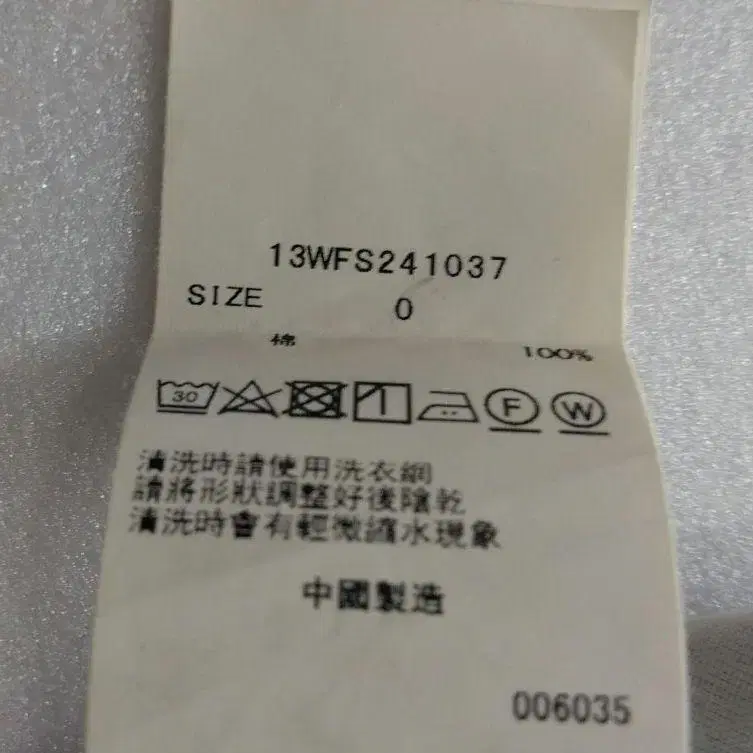 13WFS241037
SIZE 0
棉 100%
30 F W
清洗時請使用洗衣網
請將形狀調整好後陰乾
清洗時會有輕微縮水現象
中國製造
006035